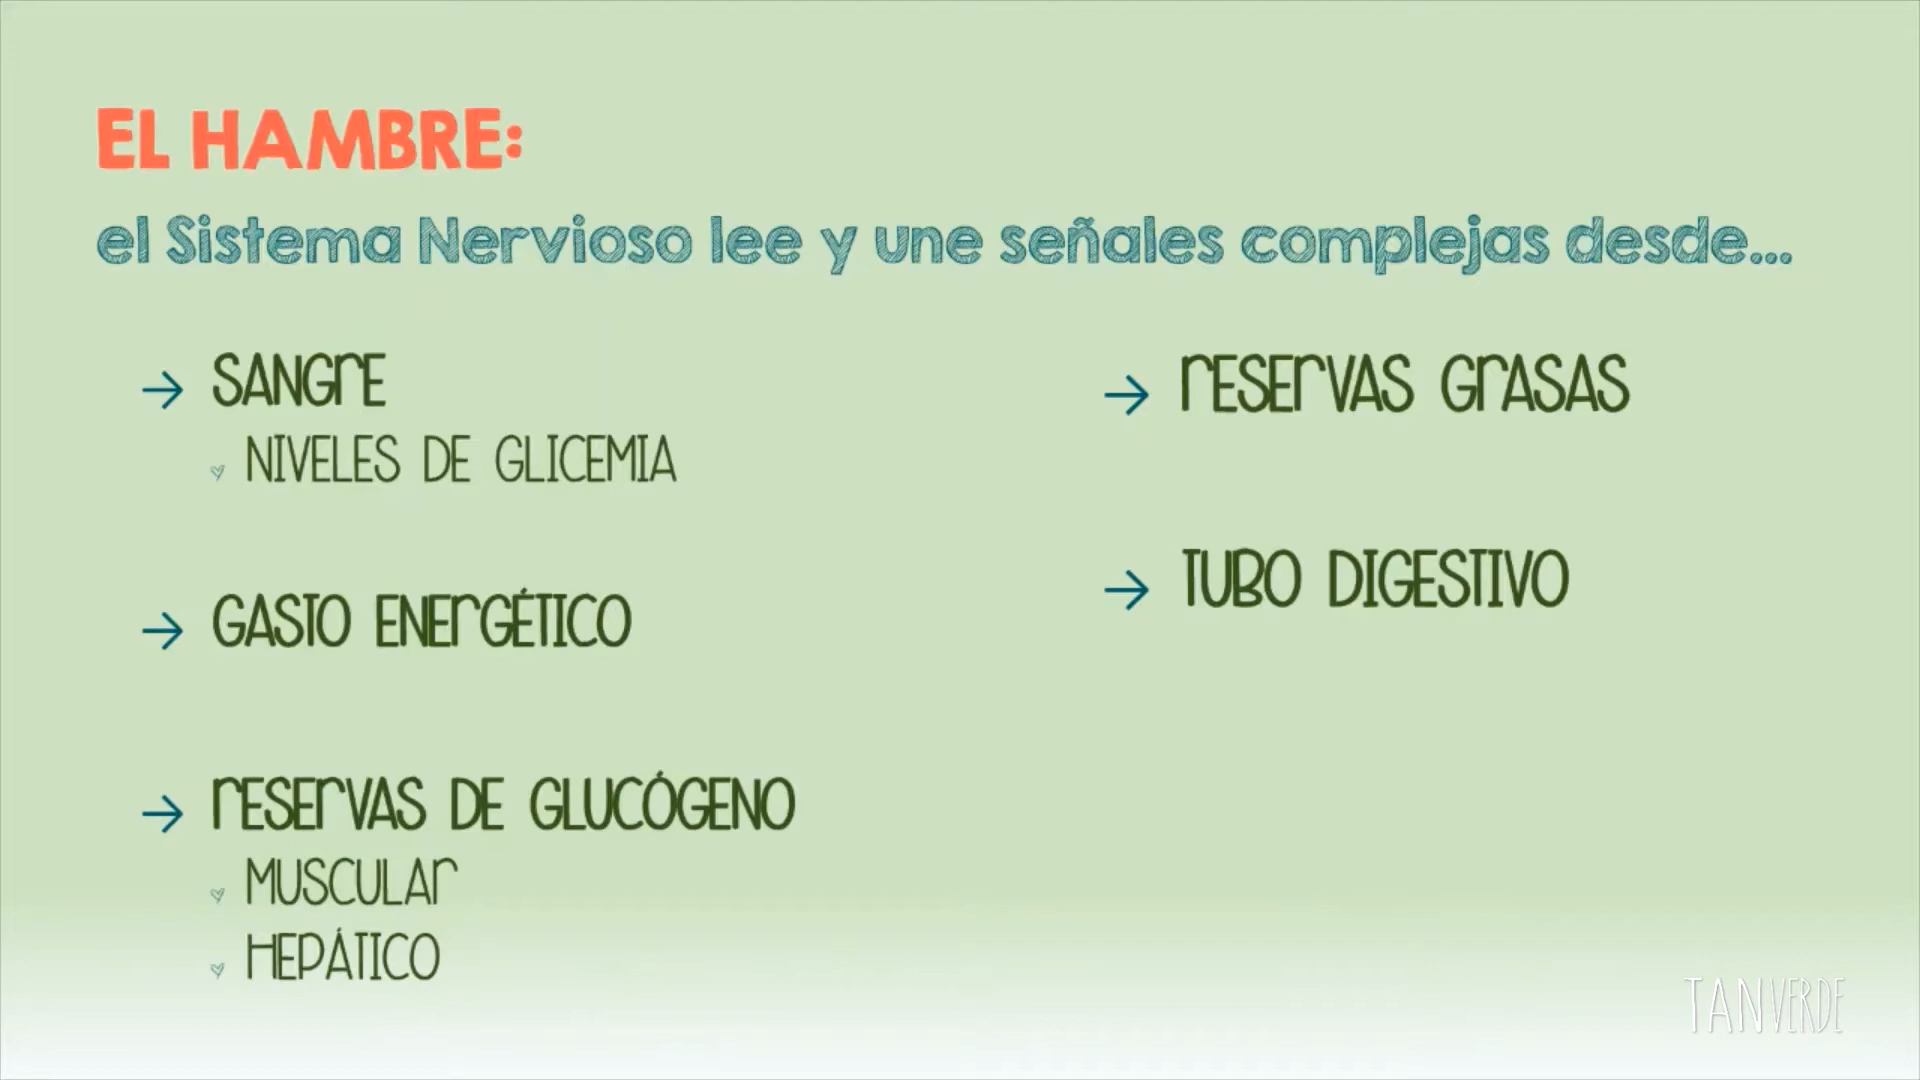 EL HAMBRE:
el Sistema Nervioso lee y une señales complejas desde...
→ SANGrE
NIVELES DE GLICEMIA
→ GASTO ENErGÉTICO
→ rESErVAS DE GLUCÓGENO
MUSCULAr
HEPÁTICO
→ rESErVAS GrASAS
→ TUBO DIGESTIVO
TANVERDE